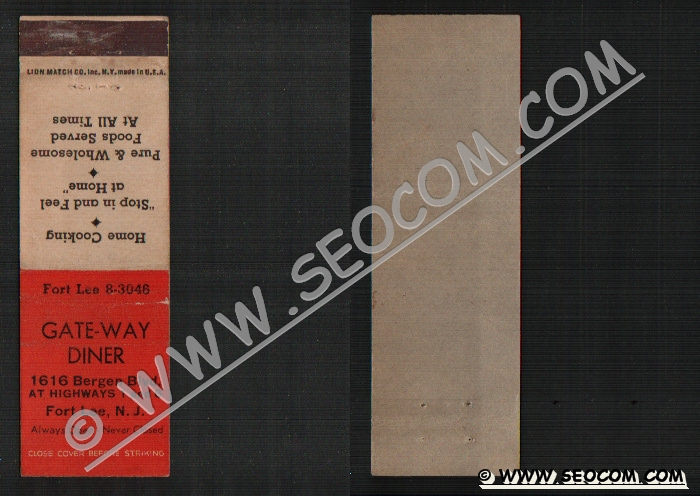 LION MATCH CO. Inc. N.Y. made in U.S.A.
Home Cooking
"Stop in and Feel
at Home"
Pure & Wholesome
Foods Served
At All Times
Fort Lee 8-3046
GATE-WAY
DINER
1616 Bergen
AT HIGHWAYS
Fort Lee, N. J.
Always Never Closed
CLOSE COVER BEFORE STRIKING
© WWW.SEOCOM.COM
© WWW.SEOCOM.COM